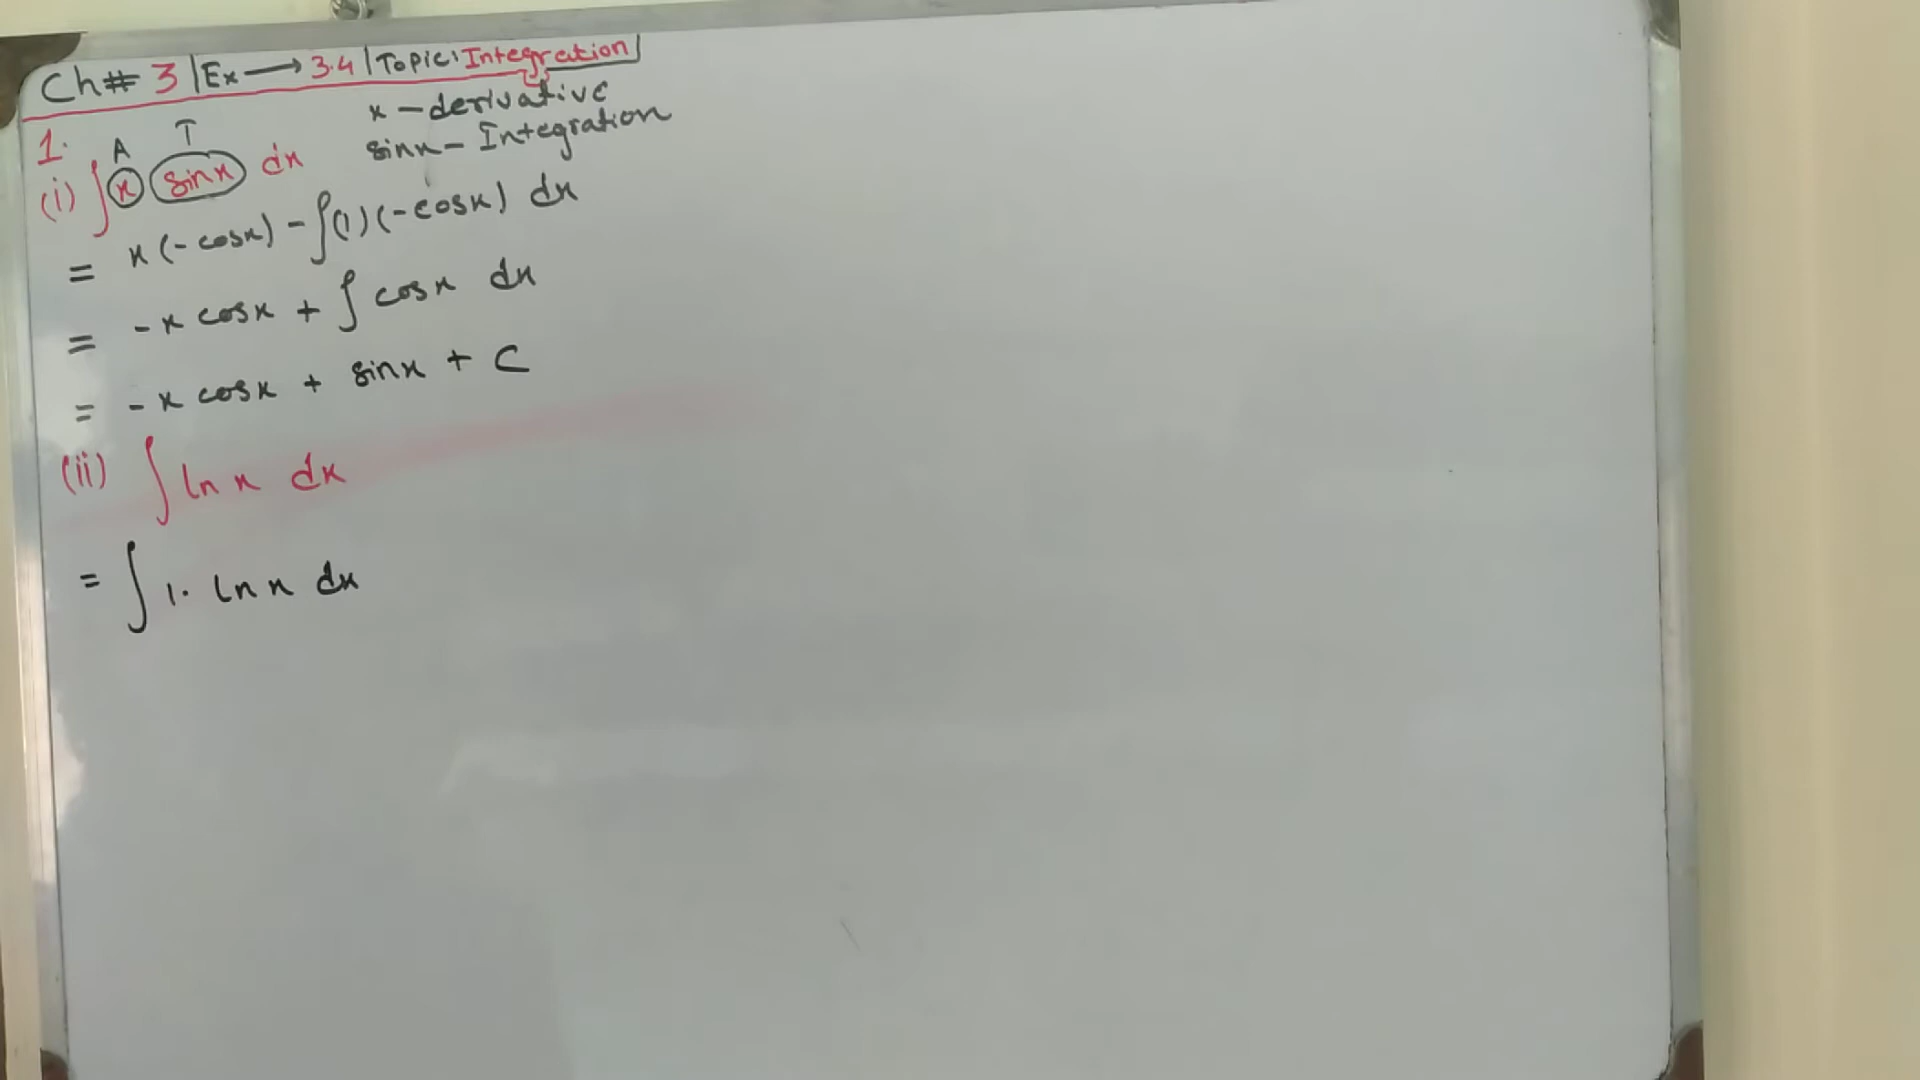 Ch# 3 | Ex → 3.4 | Topic: Integration
x - derivative
sinx - Integration
1.
A T
(i) ∫ x sinx dx
= x (-cosx) - ∫(1)(-cosx) dx
= -x cosx + ∫ cosx dx
= -x cosx + sinx + C
(ii) ∫ ln x dx
= ∫ 1. ln x dx